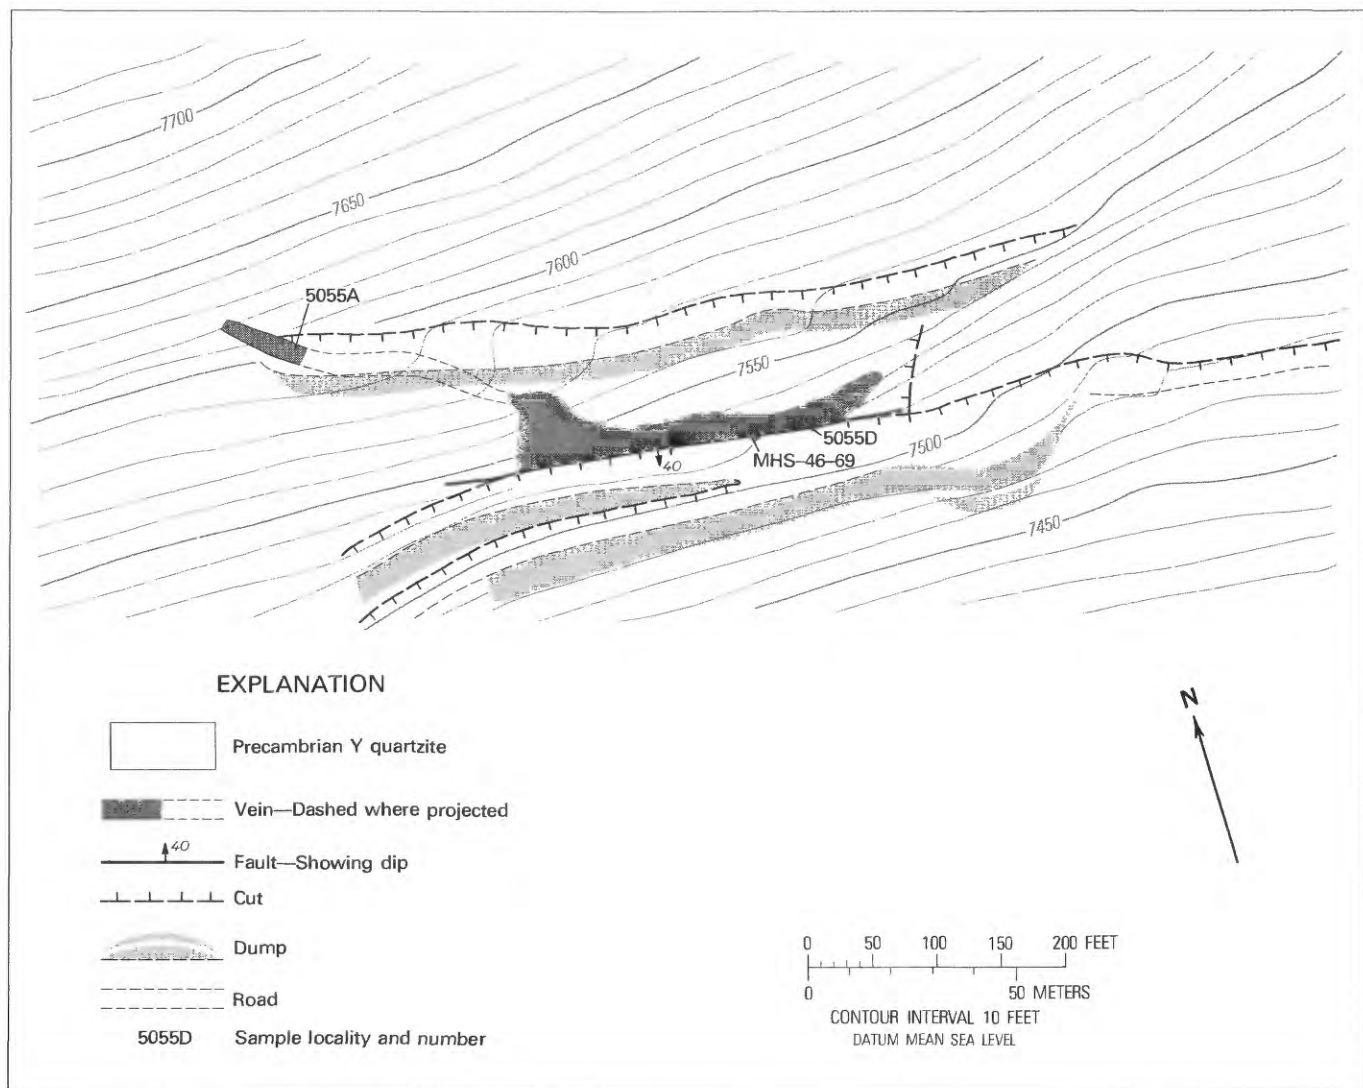 7700
7650
7600
5055A
7550
5055D
MHS-46-69
7500
40
7450
EXPLANATION
Precambrian Y quartzite
Vein—Dashed where projected
40
Fault—Showing dip
Cut
Dump
Road
5055D Sample locality and number
N
0 50 100 150 200 FEET
0 50 METERS
CONTOUR INTERVAL 10 FEET
DATUM MEAN SEA LEVEL